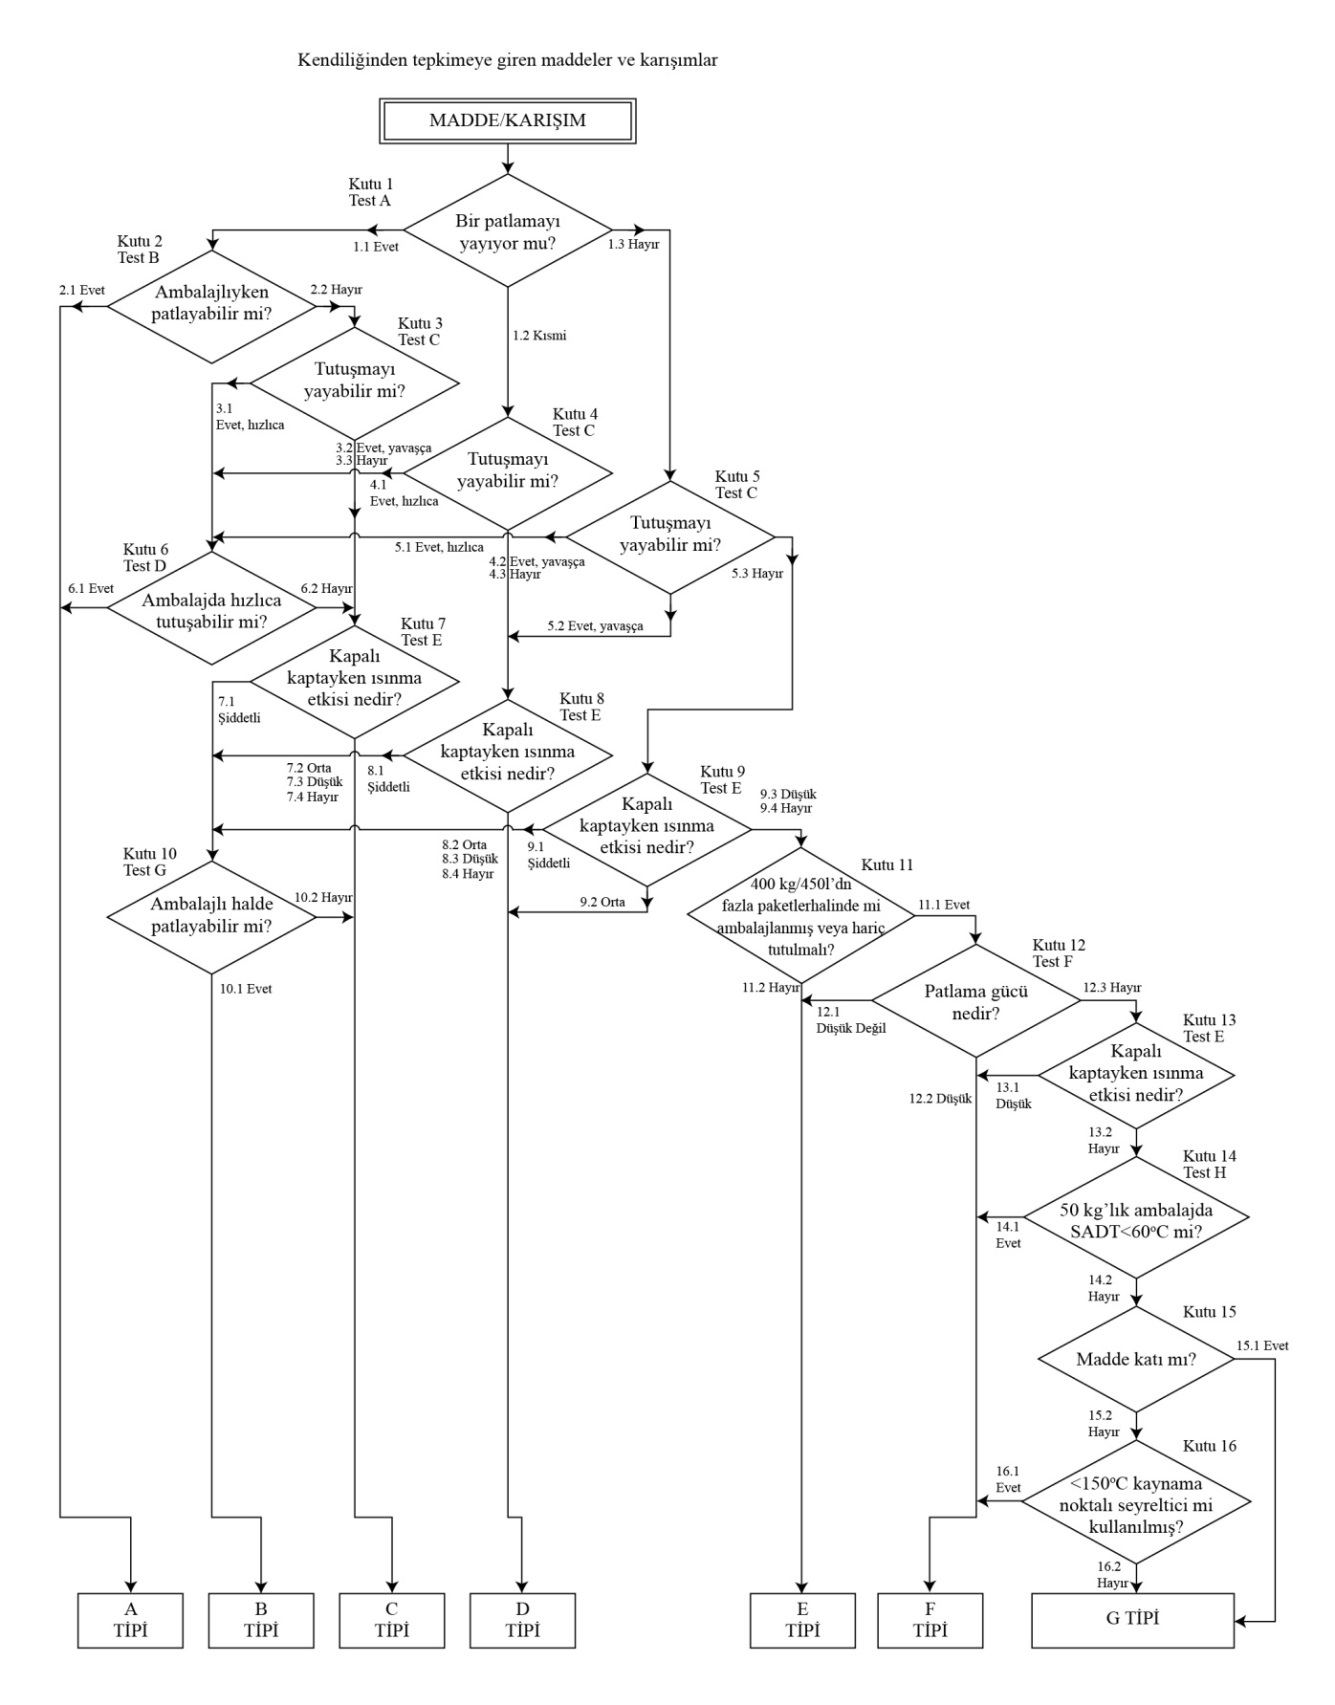 Kendiliğinden tepkimeye giren maddeler ve karışımlar
MADDE/KARIŞIM
Kutu 1
Test A
Bir patlamayı
yayıyor mu?
1.1 Evet
1.3 Hayır
Kutu 2
Test B
2.1 Evet
2.2 Hayır
Ambalajlıyken
patlayabilir mi?
1.2 Kısmi
Kutu 3
Test C
Tutuşmayı
yayabilir mi?
3.1
Evet, hızlıca
3.2 Evet, yavaşça
3.3 Hayır
Kutu 4
Test C
Tutuşmayı
yayabilir mi?
4.1
Evet, hızlıca
Kutu 5
Test C
Tutuşmayı
yayabilir mi?
5.1 Evet, hızlıca
4.2 Evet, yavaşça
4.3 Hayır
5.3 Hayır
5.2 Evet, yavaşça
Kutu 6
Test D
6.1 Evet
6.2 Hayır
Ambalajda hızlıca
tutuşabilir mi?
Kutu 7
Test E
Kapalı
kaptayken ısınma
etkisi nedir?
7.1
Şiddetli
7.2 Orta
7.3 Düşük
7.4 Hayır
Kutu 8
Test E
Kapalı
kaptayken ısınma
etkisi nedir?
8.1
Şiddetli
8.2 Orta
8.3 Düşük
8.4 Hayır
Kutu 9
Test E
Kapalı
kaptayken ısınma
etkisi nedir?
9.3 Düşük
9.4 Hayır
9.1
Şiddetli
9.2 Orta
Kutu 10
Test G
Ambalajlı halde
patlayabilir mi?
10.2 Hayır
10.1 Evet
Kutu 11
400 kg/450l’dn
fazla paketlerhalinde mi
ambalajlanmış veya hariç
tutulmalı?
11.1 Evet
11.2 Hayır
Kutu 12
Test F
Patlama gücü
nedir?
12.3 Hayır
12.1
Düşük Değil
12.2 Düşük
Kutu 13
Test E
Kapalı
kaptayken ısınma
etkisi nedir?
13.1
Düşük
13.2
Hayır
Kutu 14
Test H
50 kg’lık ambalajda
SADT<60ºC mi?
14.1
Evet
14.2
Hayır
Kutu 15
Madde katı mı?
15.1 Evet
15.2
Hayır
Kutu 16
<150ºC kaynama
noktalı seyreltici mi
kullanılmış?
16.1
Evet
16.2
Hayır
A
TİPİ
B
TİPİ
C
TİPİ
D
TİPİ
E
TİPİ
F
TİPİ
G TİPİ